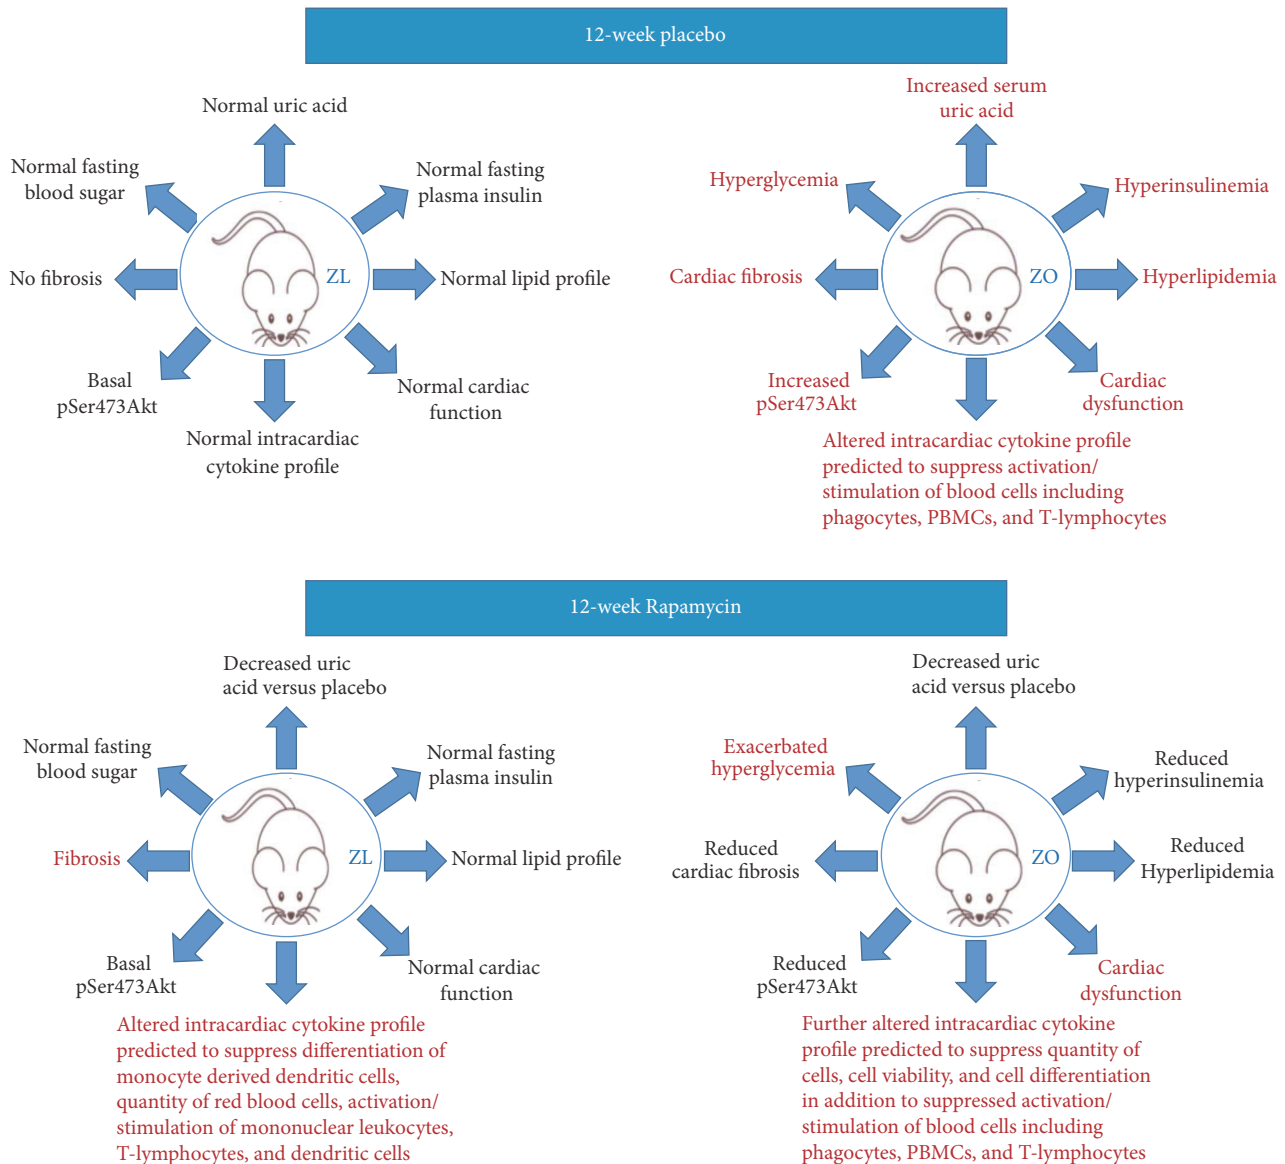 12-week placebo
Normal uric acid
Normal fasting
blood sugar
Normal fasting
plasma insulin
No fibrosis
ZL
Normal lipid profile
Basal
pSer473Akt
Normal cardiac
function
Normal intracardiac
cytokine profile
Increased serum
uric acid
Hyperglycemia
Hyperinsulinemia
Cardiac fibrosis
ZO
Hyperlipidemia
Increased
pSer473Akt
Cardiac
dysfunction
Altered intracardiac cytokine profile
predicted to suppress activation/
stimulation of blood cells including
phagocytes, PBMCs, and T-lymphocytes
12-week Rapamycin
Decreased uric
acid versus placebo
Normal fasting
blood sugar
Normal fasting
plasma insulin
Fibrosis
ZL
Normal lipid profile
Basal
pSer473Akt
Normal cardiac
function
Altered intracardiac cytokine profile
predicted to suppress differentiation of
monocyte derived dendritic cells,
quantity of red blood cells, activation/
stimulation of mononuclear leukocytes,
T-lymphocytes, and dendritic cells
Decreased uric
acid versus placebo
Exacerbated
hyperglycemia
Reduced
hyperinsulinemia
Reduced
cardiac fibrosis
ZO
Reduced
Hyperlipidemia
Reduced
pSer473Akt
Cardiac
dysfunction
Further altered intracardiac cytokine
profile predicted to suppress quantity of
cells, cell viability, and cell differentiation
in addition to suppressed activation/
stimulation of blood cells including
phagocytes, PBMCs, and T-lymphocytes